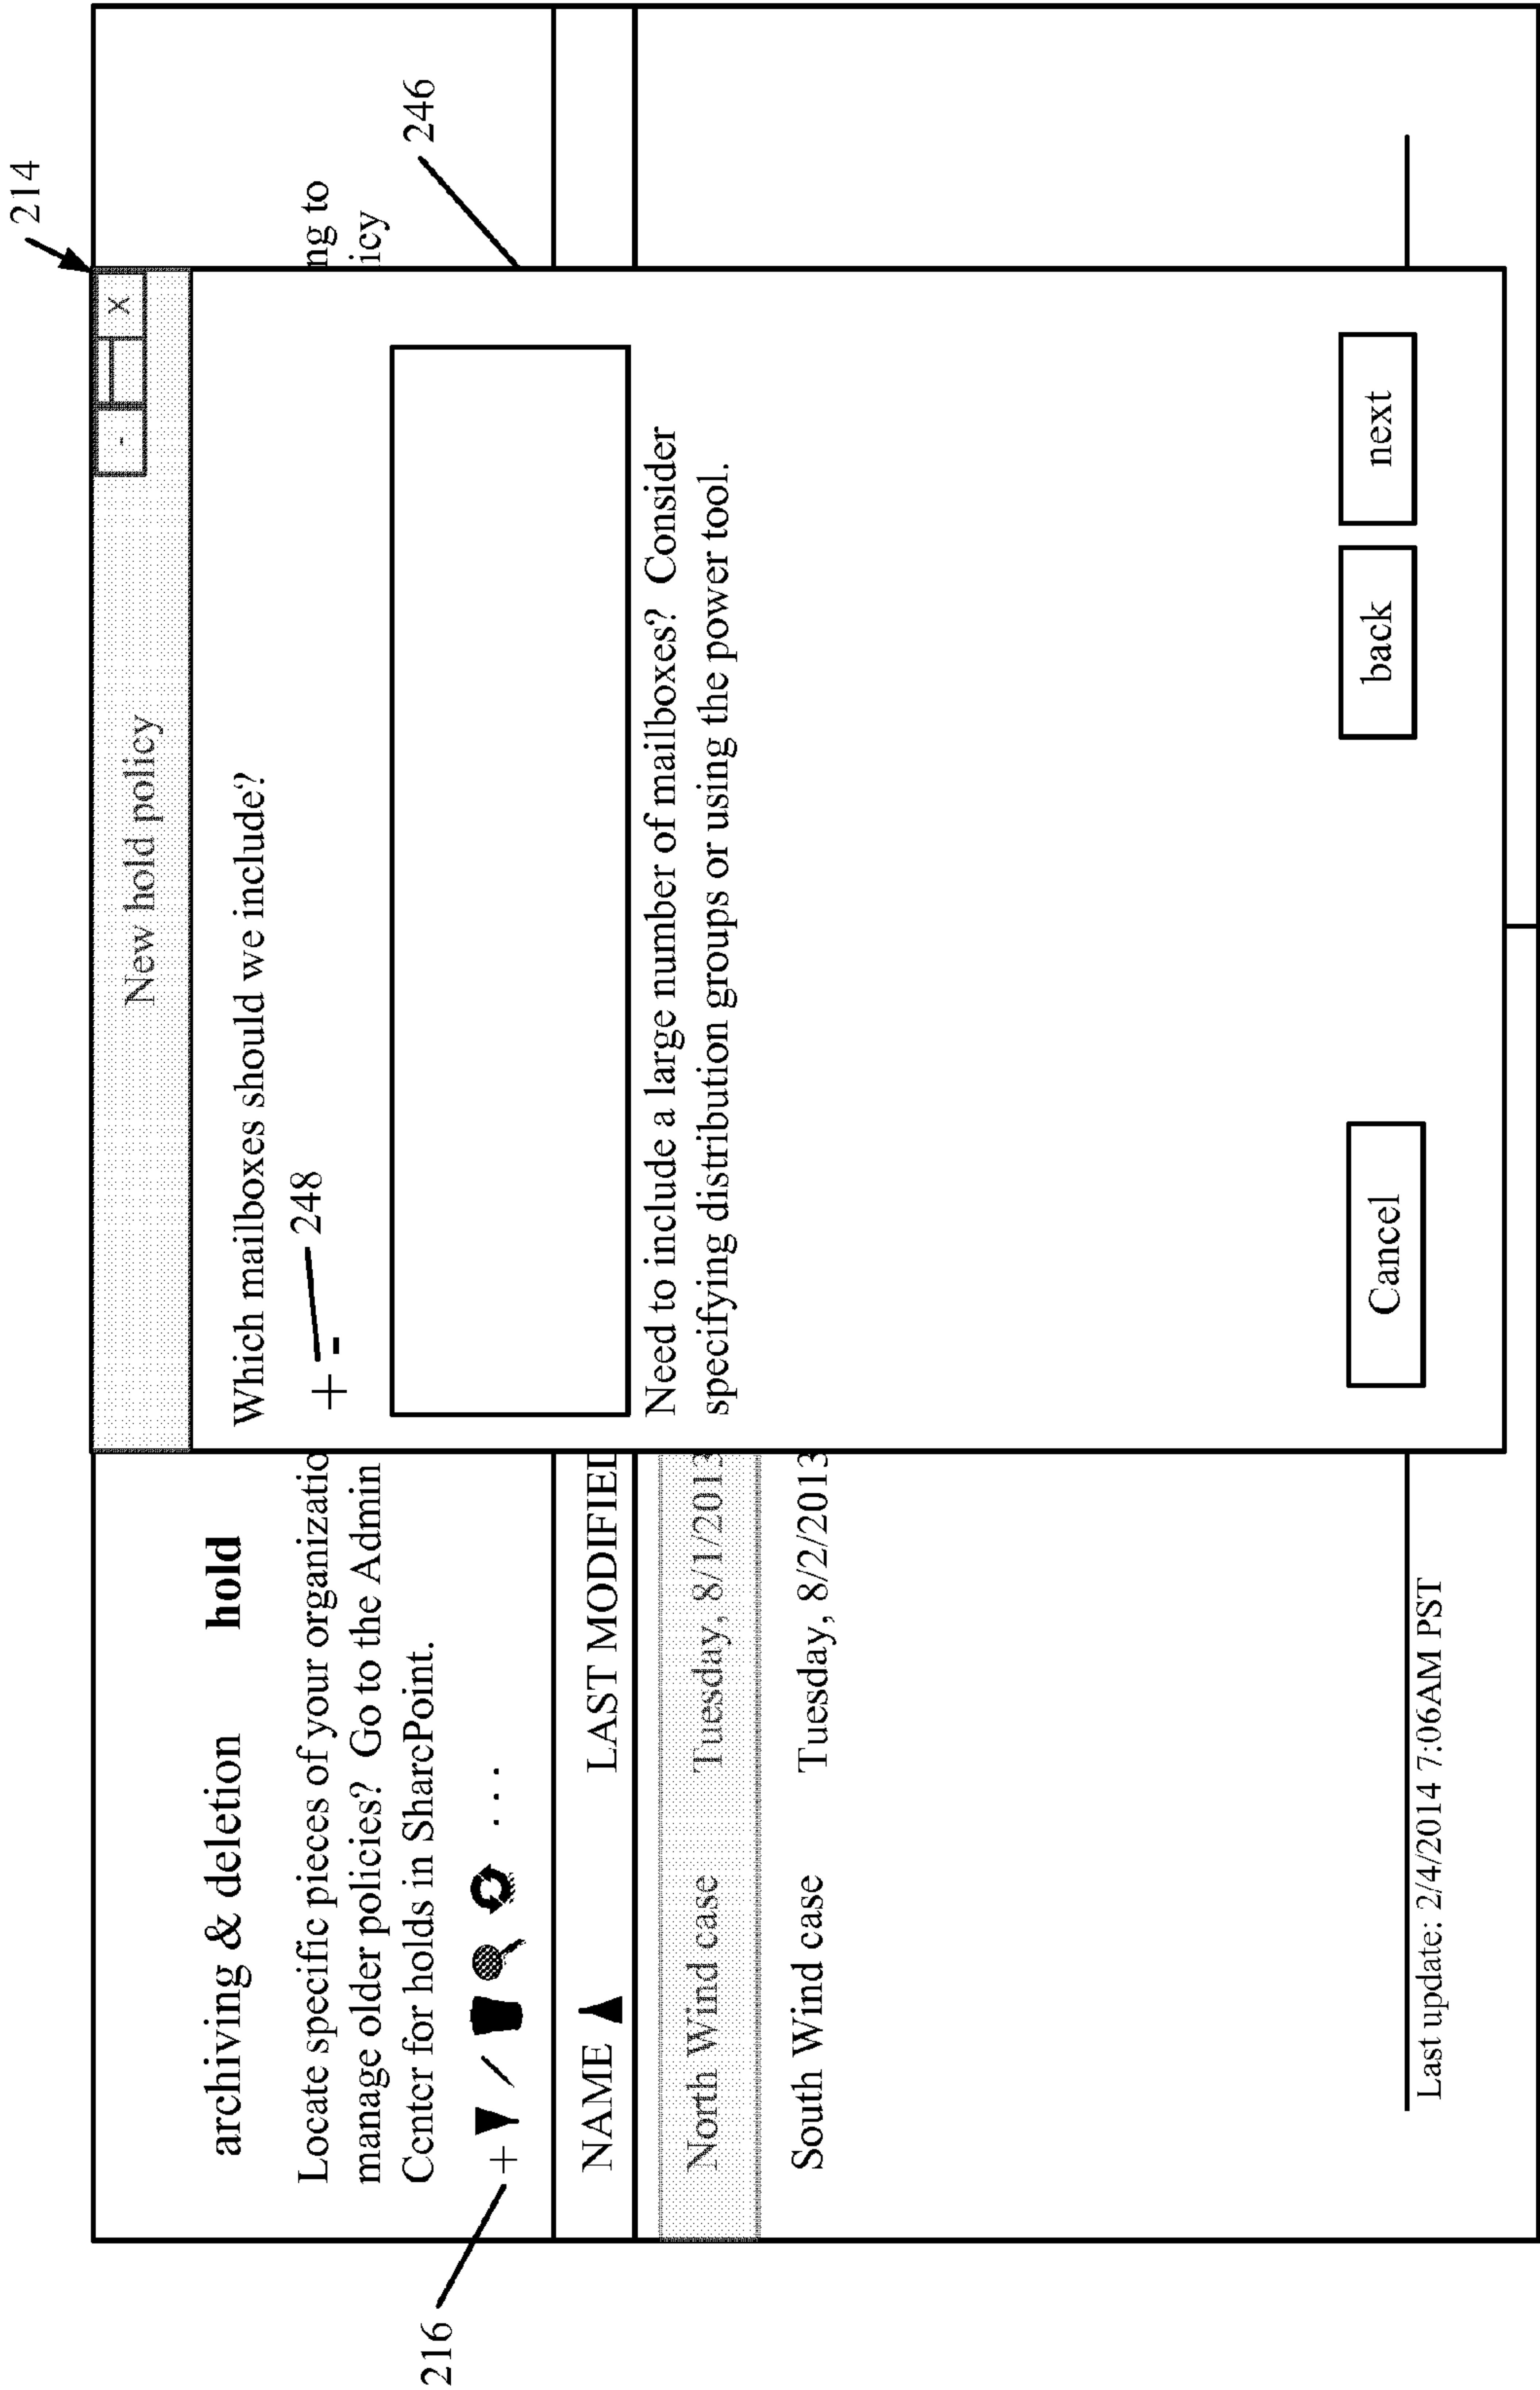 214
archiving & deletion hold
Locate specific pieces of your organizatio
manage older policies? Go to the Admin
Center for holds in SharePoint.
ng to
icy
216
+ / ...
NAME LAST MODIFIED
North Wind case Tuesday, 8/1/2013
South Wind case Tuesday, 8/2/2013
Last update: 2/4/2014 7:06AM PST
New hold policy
- X
Which mailboxes should we include?
+ - 248
246
Need to include a large number of mailboxes? Consider
specifying distribution groups or using the power tool.
Cancel back next